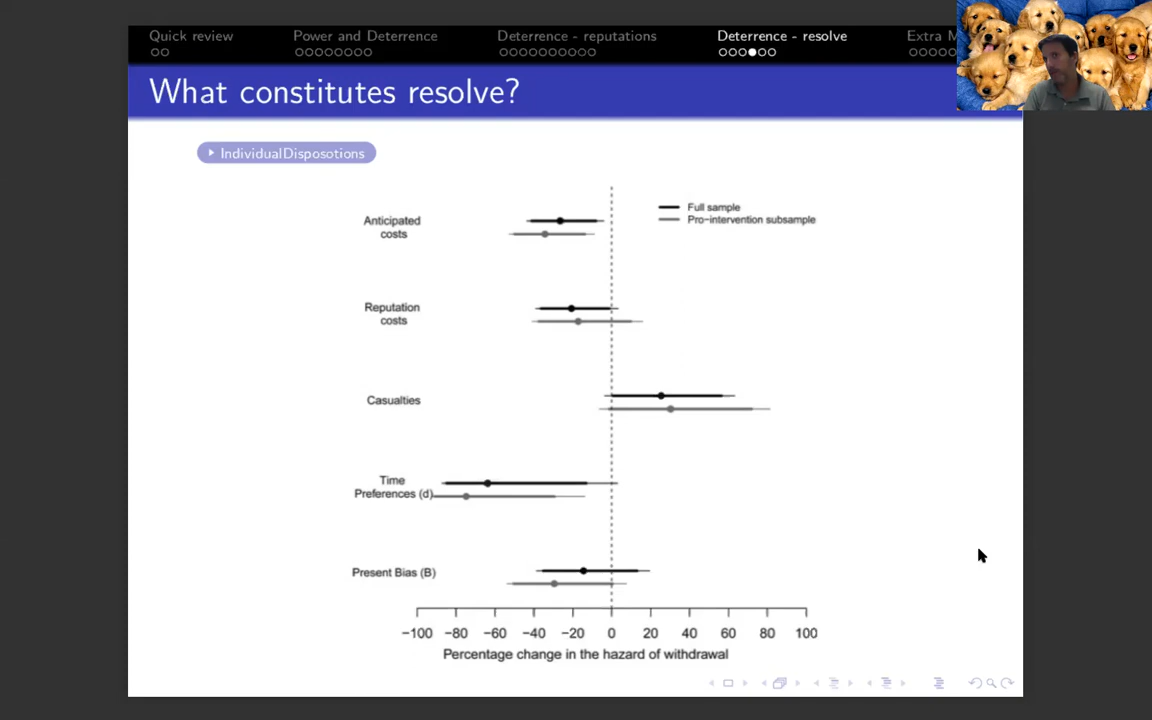 Quick review
Power and Deterrence
Deterrence - reputations
Deterrence - resolve
Extra M
What constitutes resolve?
IndividualDisposotions
Full sample
Pro-intervention subsample
Anticipated
costs
Reputation
costs
Casualties
Time
Preferences (d)
Present Bias (B)
−100 −80 −60 −40 −20 0 20 40 60 80 100
Percentage change in the hazard of withdrawal